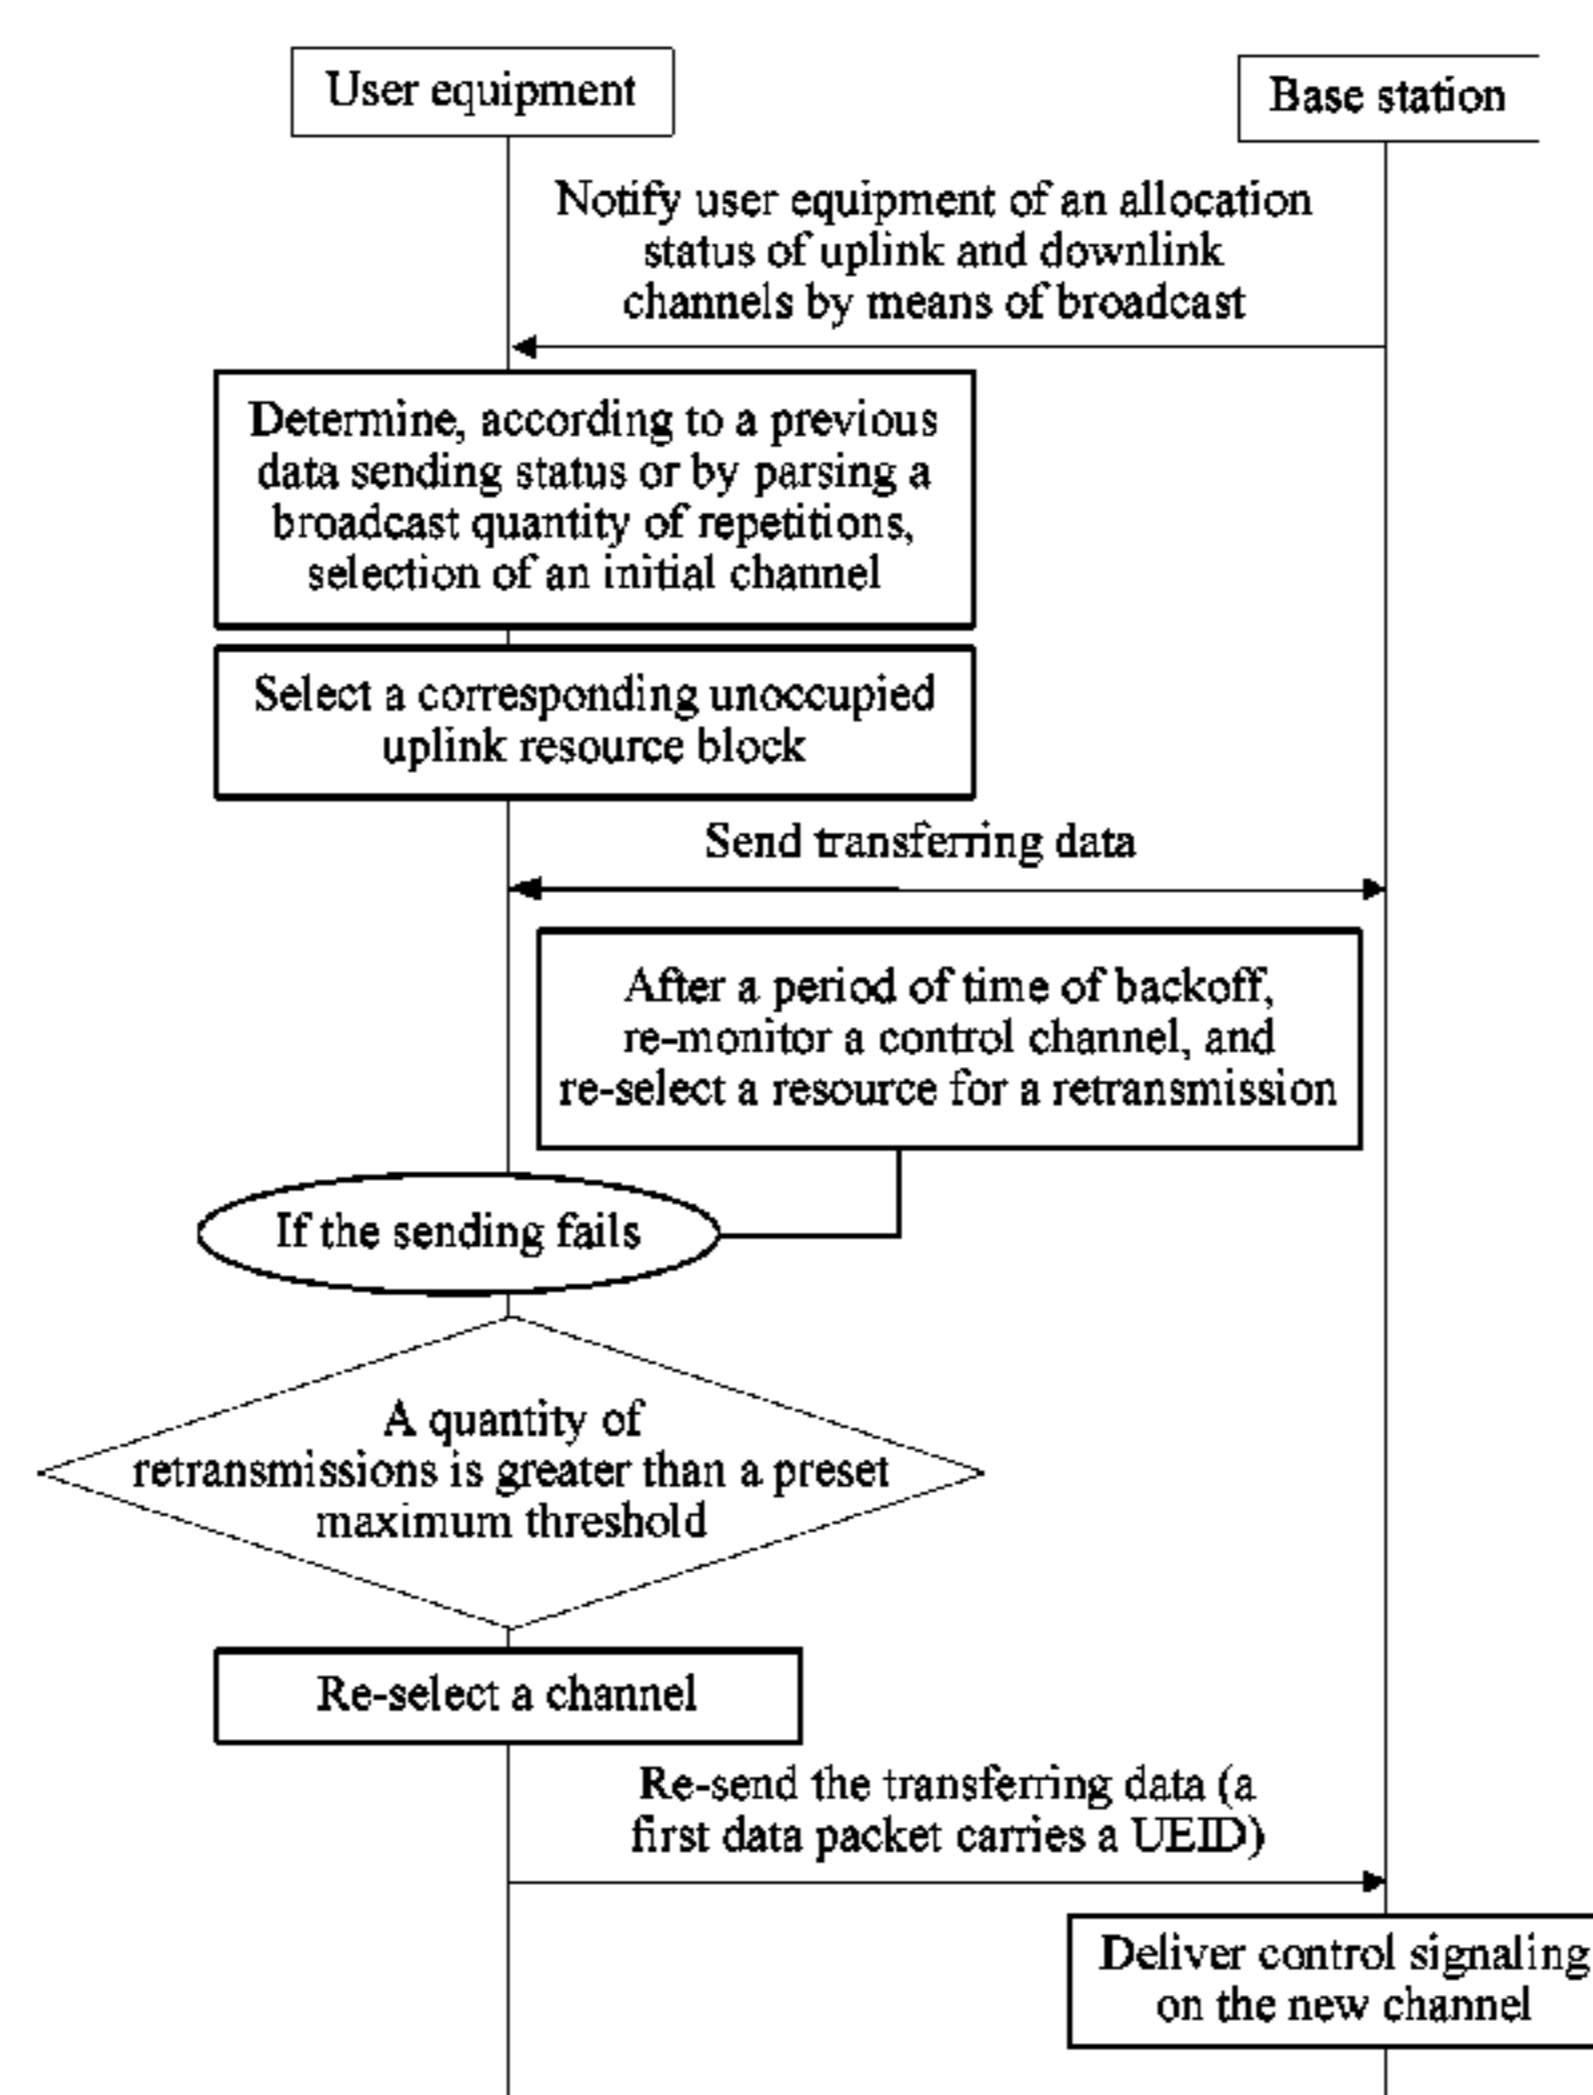 User equipment
Base station
Notify user equipment of an allocation
status of uplink and downlink
channels by means of broadcast
Determine, according to a previous
data sending status or by parsing a
broadcast quantity of repetitions,
selection of an initial channel
Select a corresponding unoccupied
uplink resource block
Send transferring data
After a period of time of backoff,
re-monitor a control channel, and
re-select a resource for a retransmission
If the sending fails
A quantity of
retransmissions is greater than a preset
maximum threshold
Re-select a channel
Re-send the transferring data (a
first data packet carries a UEID)
Deliver control signaling
on the new channel